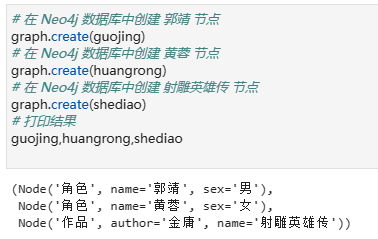 # 在 Neo4j 数据库中创建 郭靖 节点
graph.create(guojing)
# 在 Neo4j 数据库中创建 黄蓉 节点
graph.create(huangrong)
# 在 Neo4j 数据库中创建 射雕英雄传 节点
graph.create(shediao)
# 打印结果
guojing,huangrong,shediao
(Node('角色', name='郭靖', sex='男'),
 Node('角色', name='黄蓉', sex='女'),
 Node('作品', author='金庸', name='射雕英雄传'))